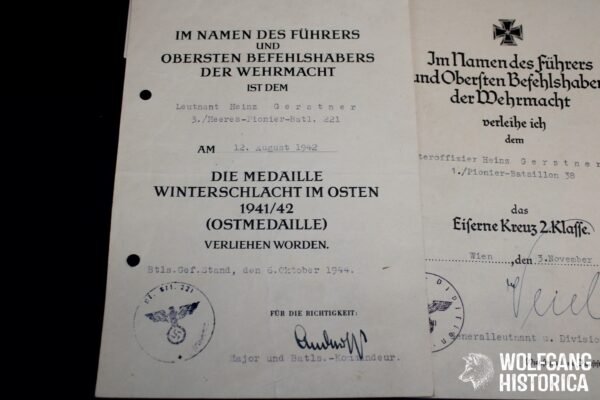 IM NAMEN DES FÜHRERS
UND
OBERSTEN BEFEHLSHABERS
DER WEHRMACHT
IST DEM
Leutnant Heinz Gerstner
3./Heeres-Pionier-Batl. 221
AM 12. August 1942
DIE MEDAILLE
WINTERSCHLACHT IM OSTEN
1941/42
(OSTMEDAILLE)
VERLIEHEN WORDEN.
Btls.Gef.Stand, den 6.Oktober 1944.
FÜR DIE RICHTIGKEIT:
Major und Batls.-Kommandeur.
Im Namen des Führers
und Obersten Befehlshabers
der Wehrmacht
verleihe ich
dem
teroffizier Heinz Gerstner
1./Pionier-Bataillon 38
das
Eiserne Kreuz 2. Klasse.
Wien, den 3.November
Generalleutnant u. Division
WOLFGANG
HISTORICA